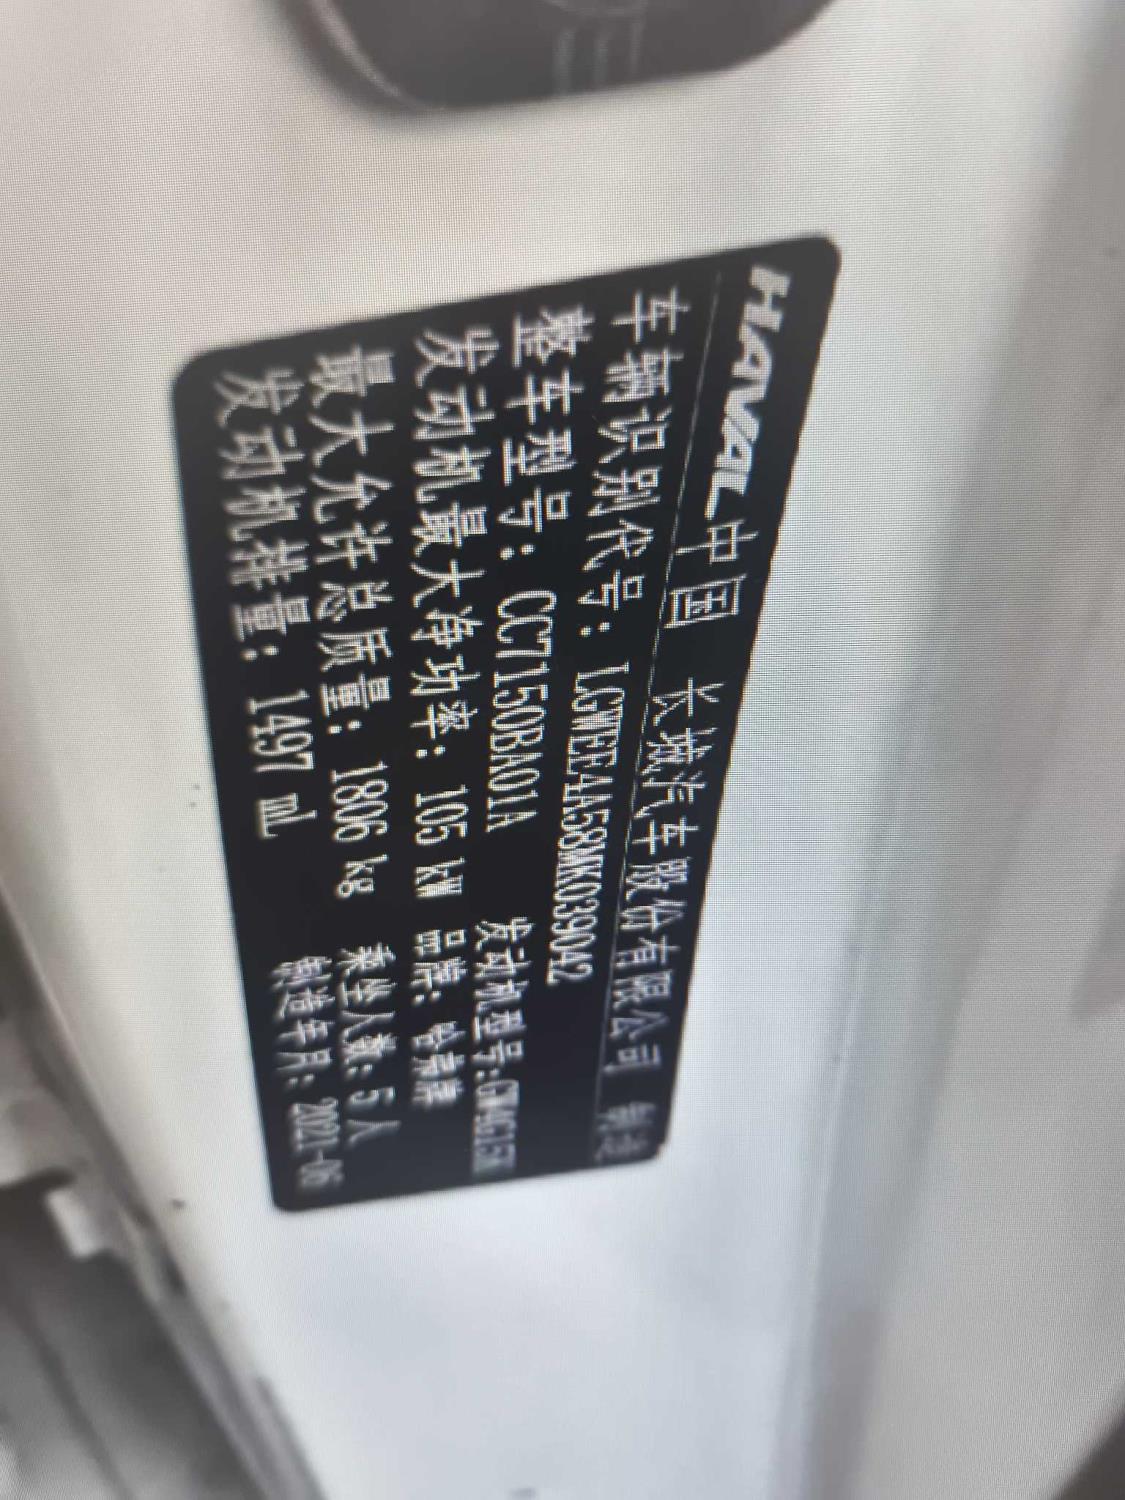 HAVAL 中国 长城汽车股份有限公司 制造
车辆识别代号：LGWEEAA58MK039042
整车型号：CC7150BA01A 发动机型号:GW4G15M
发动机最大净功率：105 kW 品牌：哈弗牌
最大允许总质量：1806 kg 乘坐人数：5人
发动机排量：1497 mL 制造年月：2021-06